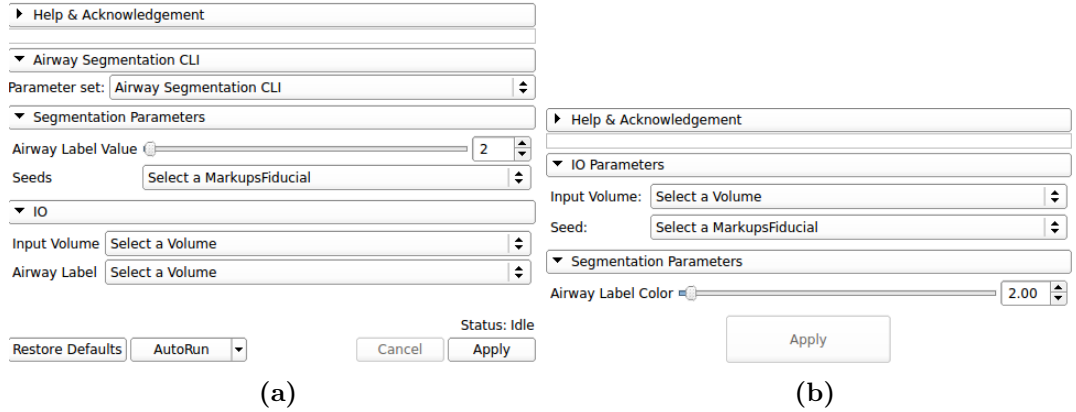 Help & Acknowledgement
Airway Segmentation CLI
Parameter set: Airway Segmentation CLI
Segmentation Parameters
Airway Label Value 2
Seeds Select a MarkupsFiducial
IO
Input Volume Select a Volume
Airway Label Select a Volume
Status: Idle
Restore Defaults AutoRun Cancel Apply
(a)
Help & Acknowledgement
IO Parameters
Input Volume: Select a Volume
Seed: Select a MarkupsFiducial
Segmentation Parameters
Airway Label Color 2.00
Apply
(b)